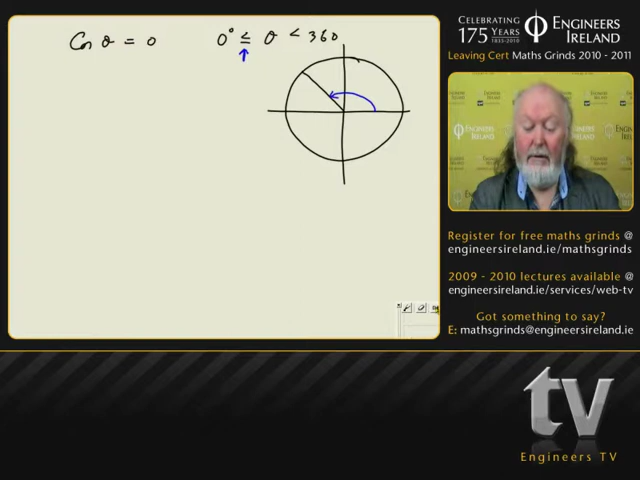 Cos θ = 0 0° ≤ θ < 360
CELEBRATING
175 YEARS
1835-2010
ENGINEERS
IRELAND
Leaving Cert Maths Grinds 2010 - 2011
Register for free maths grinds @
engineersireland.ie/mathsgrinds
2009 - 2010 lectures available @
engineersireland.ie/services/web-tv
Got something to say?
E: mathsgrinds@engineersireland.ie
tv
Engineers TV